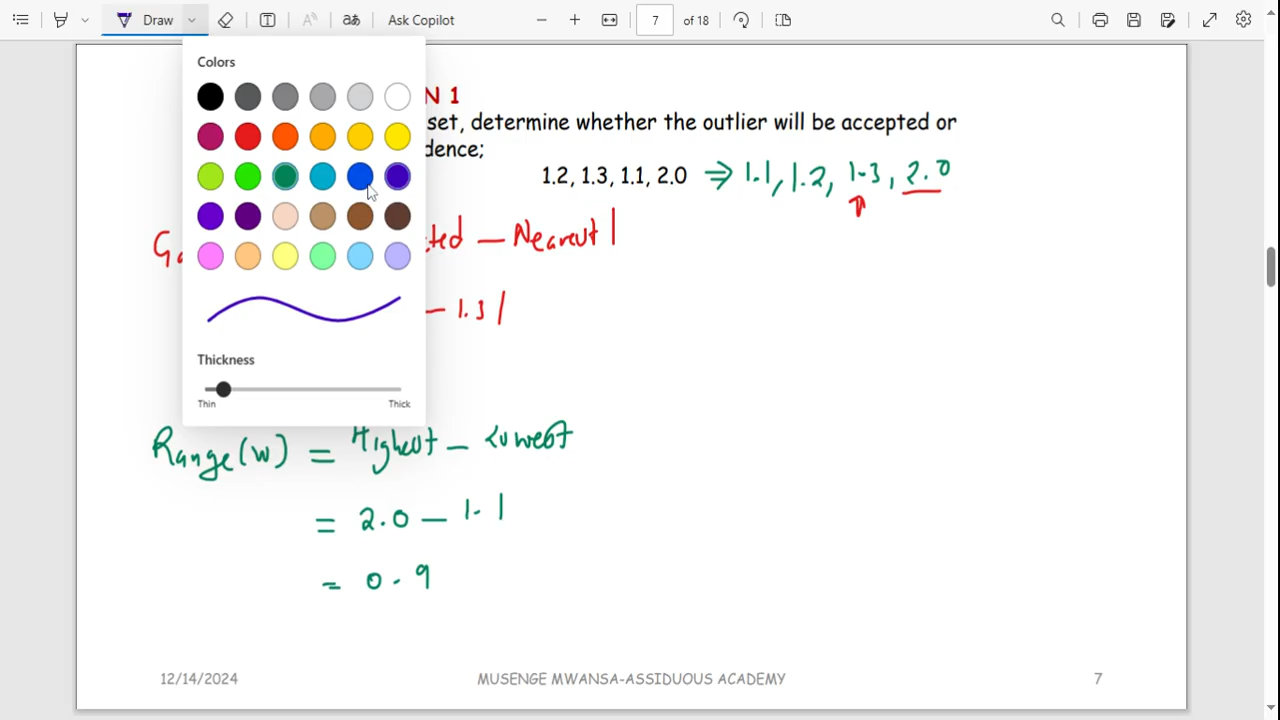 Draw
Ask Copilot
7 of 18
Colors
N 1
set, determine whether the outlier will be accepted or
dence;
1.2, 1.3, 1.1, 2.0 ⇒ 1.1, 1.2, 1.3, 2.0
Ga ted – Nearest |
– 1.3 |
Thickness
Thin Thick
Range(w) = Highest – Lowest
= 2.0 – 1.1
= 0.9
12/14/2024 MUSENGE MWANSA-ASSIDUOUS ACADEMY 7